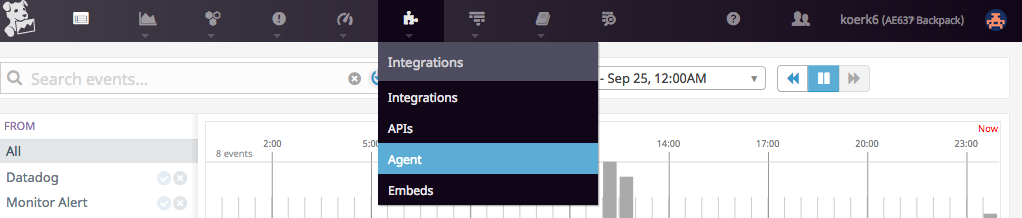 koerk6 (AE637 Backpack)
Integrations
Search events...
- Sep 25, 12:00AM
Integrations
APIs
Agent
Embeds
FROM
All
Datadog
Monitor Alert
Now
2:00
5:00
14:00
17:00
20:00
23:00
8 events